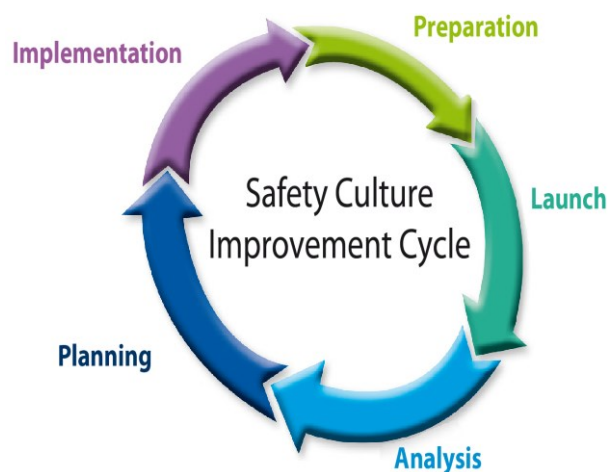 Preparation
Implementation
Safety Culture
Improvement Cycle
Launch
Planning
Analysis